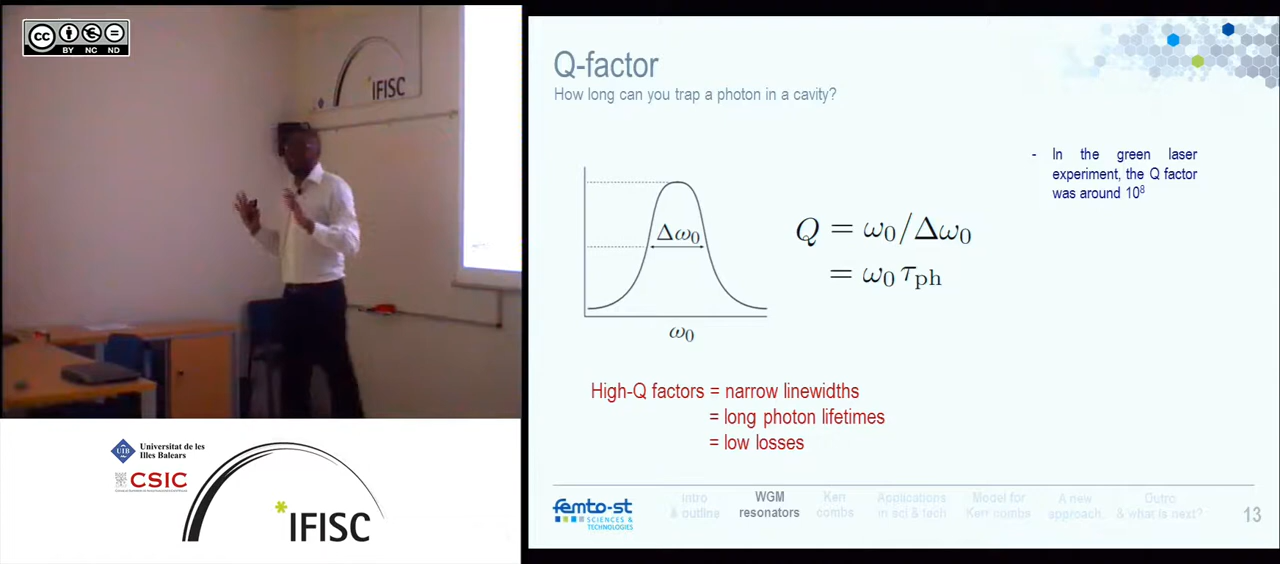 cc
BY NC ND
IFISC
Universitat de les
Illes Balears
UIB
CSIC
*IFISC
Q-factor
How long can you trap a photon in a cavity?
Δω₀
ω₀
Q = ω₀/Δω₀
= ω₀ τph
- In the green laser
experiment, the Q factor
was around 10⁸
High-Q factors = narrow linewidths
= long photon lifetimes
= low losses
femto-st
SCIENCES &
TECHNOLOGIES
Intro
& outline
WGM
resonators
Kerr
combs
Applications
in sci & tech
Model for
Kerr combs
A new
approach
Outro
& what is next?
13